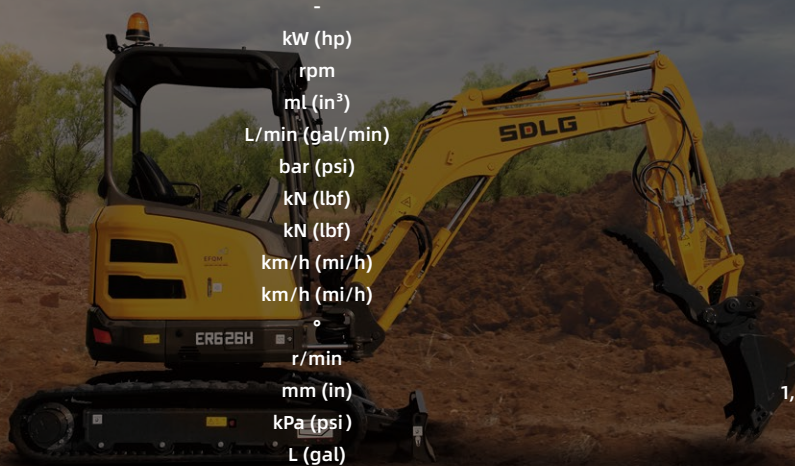 -
kW (hp)
rpm
ml (in³)
L/min (gal/min)
bar (psi)
kN (lbf)
kN (lbf)
km/h (mi/h)
km/h (mi/h)
°
r/min
mm (in)
kPa (psi)
L (gal)
1,
SDLG
ER626H